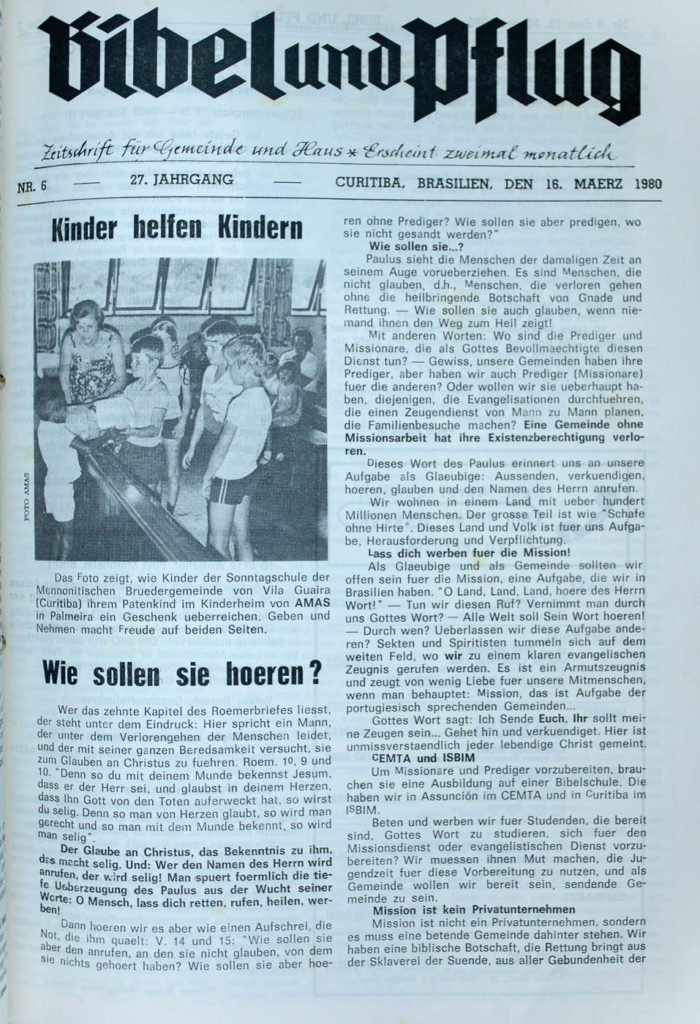 Bibel und Pflug
Zeitschrift für Gemeinde und Haus * Erscheint zweimal monatlich
NR. 6 — 27. JAHRGANG — CURITIBA, BRASILIEN, DEN 16. MAERZ 1980
Kinder helfen Kindern
FOTO AMAS
Das Foto zeigt, wie Kinder der Sonntagschule der
Mennonitischen Bruedergemeinde von Vila Guaira
(Curitiba) ihrem Patenkind im Kinderheim von AMAS
in Palmeira ein Geschenk ueberreichen. Geben und
Nehmen macht Freude auf beiden Seiten.
Wie sollen sie hoeren?
Wer das zehnte Kapitel des Roemerbriefes liesst,
der steht unter dem Eindruck: Hier spricht ein Mann,
der unter dem Verlorengehen der Menschen leidet,
und der mit seiner ganzen Beredsamkeit versucht, sie
zum Glauben an Christus zu fuehren. Roem. 10, 9 und
10. "Denn so du mit deinem Munde bekennst Jesum,
dass er der Herr sei, und glaubst in deinem Herzen,
dass Ihn Gott von den Toten auferweckt hat, so wirst
du selig. Denn so man von Herzen glaubt, so wird man
gerecht und so man mit dem Munde bekennt, so wird
man selig".
Der Glaube an Christus, das Bekenntnis zu ihm,
das macht selig. Und: Wer den Namen des Herrn wird
anrufen, der wird selig! Man spuert foermlich die tie-
fe Ueberzeugung des Paulus aus der Wucht seiner
Worte: O Mensch, lass dich retten, rufen, heilen, wer-
ben!
Dann hoeren wir es aber wie einen Aufschrei, die
Not, die ihm quaelt: V. 14 und 15: "Wie sollen sie
aber den anrufen, an den sie nicht glauben, von dem
sie nichts gehoert haben? Wie sollen sie aber hoe-
ren ohne Prediger? Wie sollen sie aber predigen, wo
sie nicht gesandt werden?"
Wie sollen sie...?
Paulus sieht die Menschen der damaligen Zeit an
seinem Auge vorueberziehen. Es sind Menschen, die
nicht glauben, d.h., Menschen, die verloren gehen
ohne die heilbringende Botschaft von Gnade und
Rettung. — Wie sollen sie auch glauben, wenn nie-
mand ihnen den Weg zum Heil zeigt!
Mit anderen Worten: Wo sind die Prediger und
Missionare, die als Gottes Bevollmaechtigte diesen
Dienst tun? — Gewiss, unsere Gemeinden haben ihre
Prediger, aber haben wir auch Prediger (Missionare)
fuer die anderen? Oder wollen wir sie ueberhaupt ha-
ben, diejenigen, die Evangelisationen durchfuehren,
die einen Zeugendienst von Mann zu Mann planen,
die Familienbesuche machen? Eine Gemeinde ohne
Missionsarbeit hat ihre Existenzberechtigung verlo-
ren.
Dieses Wort des Paulus erinnert uns an unsere
Aufgabe als Glaeubige: Aussenden, verkuendigen,
hoeren, glauben und den Namen des Herrn anrufen.
Wir wohnen in einem Land mit ueber hundert
Millionen Menschen. Der grosse Teil ist wie "Schafe
ohne Hirte". Dieses Land und Volk ist fuer uns Aufga-
be, Herausforderung und Verpflichtung.
Lass dich werben fuer die Mission!
Als Glaeubige und als Gemeinde sollten wir
offen sein fuer die Mission, eine Aufgabe, die wir in
Brasilien haben. "O Land, Land, Land, hoere des Herrn
Wort!" — Tun wir diesen Ruf? Vernimmt man durch
uns Gottes Wort? — Alle Welt soll Sein Wort hoeren!
— Durch wen? Ueberlassen wir diese Aufgabe ande-
ren? Sekten und Spiritisten tummeln sich auf dem
weiten Feld, wo wir zu einem klaren evangelischen
Zeugnis gerufen werden. Es ist ein Armutszeugnis
und zeugt von wenig Liebe fuer unsere Mitmenschen,
wenn man behauptet: Mission, das ist Aufgabe der
portugiesisch sprechenden Gemeinden...
Gottes Wort sagt: Ich Sende Euch, Ihr sollt mei-
ne Zeugen sein... Gehet hin und verkuendiget. Hier ist
unmissverstaendlich jeder lebendige Christ gemeint.
CEMTA und ISBIM
Um Missionare und Prediger vorzubereiten, brau-
chen sie eine Ausbildung auf einer Bibelschule. Die
haben wir in Assunción im CEMTA und in Curitiba im
ISBIM.
Beten und werben wir fuer Studenden, die bereit
sind, Gottes Wort zu studieren, sich fuer den
Missionsdienst oder evangelistischen Dienst vorzu-
bereiten? Wir muessen ihnen Mut machen, die Ju-
gendzeit fuer diese Vorbereitung zu nutzen, und als
Gemeinde wollen wir bereit sein, sendende Ge-
meinde zu sein.
Mission ist kein Privatunternehmen
Mission ist nicht ein Privatunternehmen, sondern
es muss eine betende Gemeinde dahinter stehen. Wir
haben eine biblische Botschaft, die Rettung bringt aus
der Sklaverei der Suende, aus aller Gebundenheit der